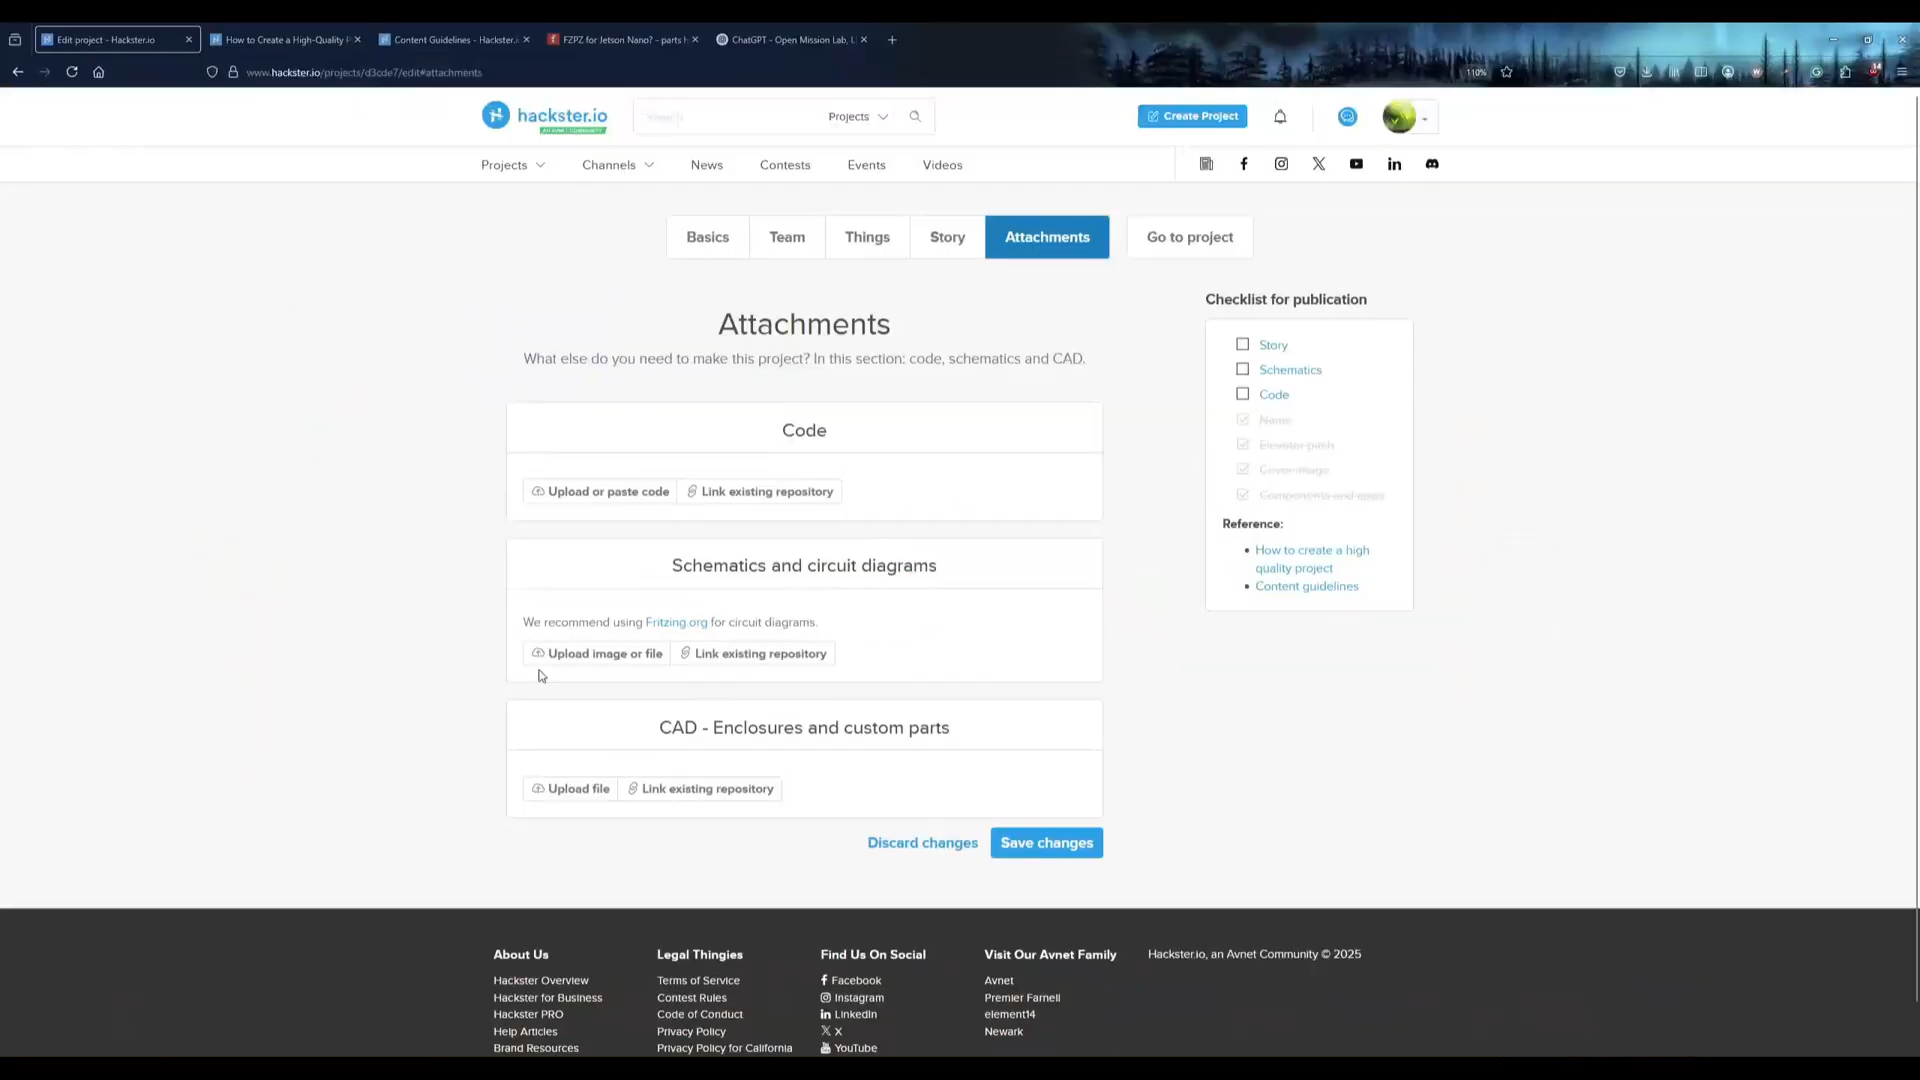 Edit project - Hackster.io
How to Create a High-Quality P
Content Guidelines - Hackster.
FZPZ for Jetson Nano? - parts h
ChatGPT - Open Mission Lab, L
www.hackster.io/projects/d3cde7/edit#attachments
110%
14
hackster.io
AN AVNET COMMUNITY
Search
Projects
Create Project
Projects
Channels
News
Contests
Events
Videos
Basics
Team
Things
Story
Attachments
Go to project
Attachments
What else do you need to make this project? In this section: code, schematics and CAD.
Code
Upload or paste code
Link existing repository
Schematics and circuit diagrams
We recommend using Fritzing.org for circuit diagrams.
Upload image or file
Link existing repository
CAD - Enclosures and custom parts
Upload file
Link existing repository
Discard changes
Save changes
Checklist for publication
Story
Schematics
Code
Name
Elevator pitch
Cover image
Components and apps
Reference:
• How to create a high
quality project
• Content guidelines
About Us
Hackster Overview
Hackster for Business
Hackster PRO
Help Articles
Brand Resources
Legal Thingies
Terms of Service
Contest Rules
Code of Conduct
Privacy Policy
Privacy Policy for California
Find Us On Social
Facebook
Instagram
LinkedIn
X
YouTube
Visit Our Avnet Family
Avnet
Premier Farnell
element14
Newark
Hackster.io, an Avnet Community © 2025